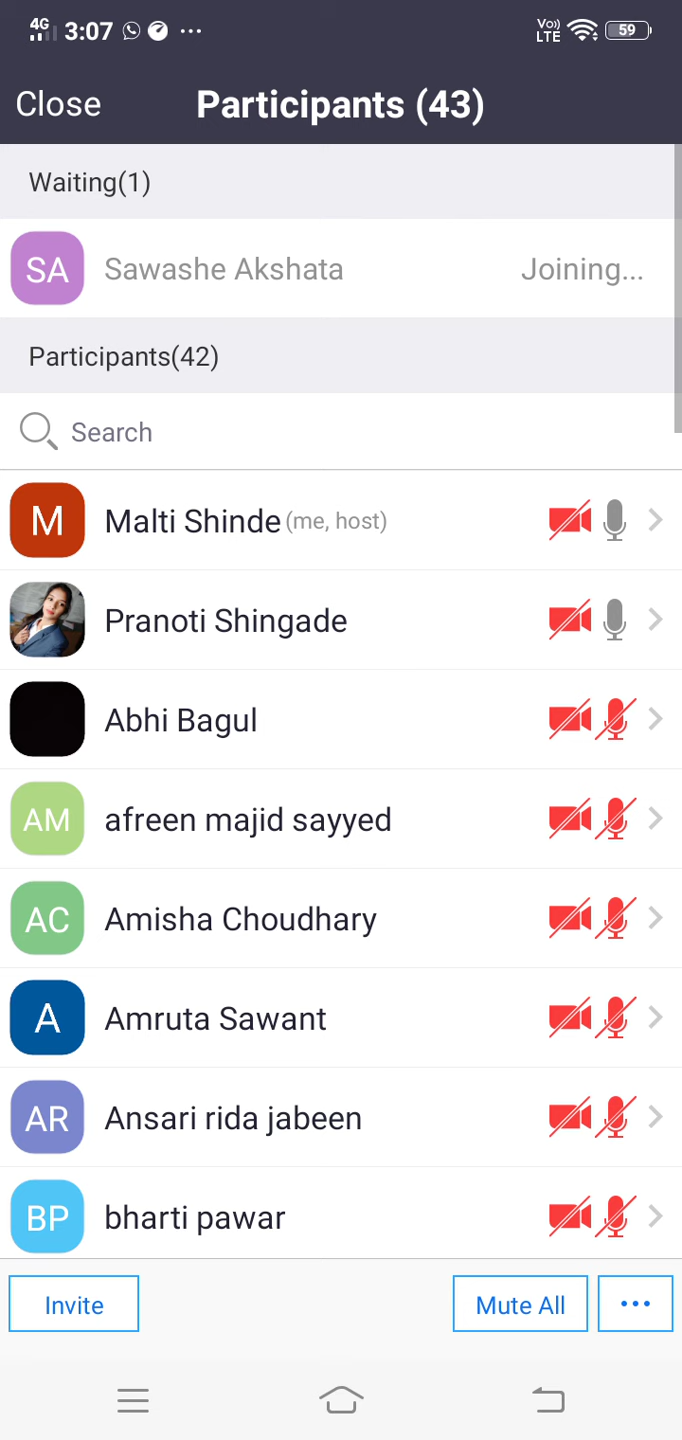 4G 3:07 ... Vo)) LTE 59
Close Participants (43)
Waiting(1)
SA Sawashe Akshata Joining...
Participants(42)
Search
M Malti Shinde (me, host)
Pranoti Shingade
Abhi Bagul
AM afreen majid sayyed
AC Amisha Choudhary
A Amruta Sawant
AR Ansari rida jabeen
BP bharti pawar
Invite Mute All ...